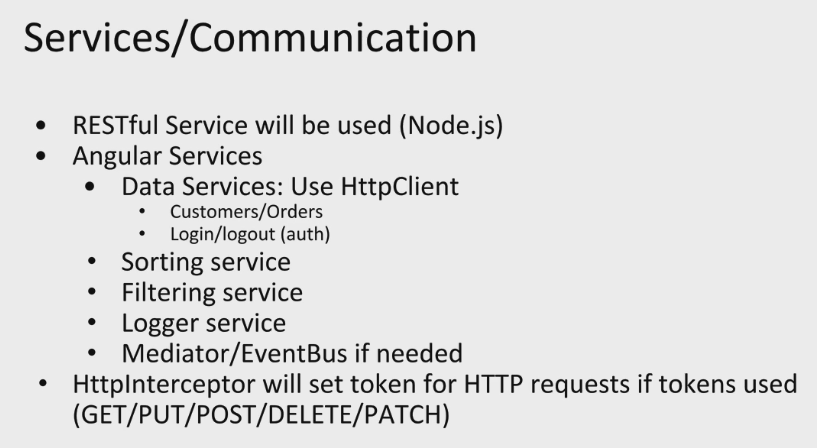 Services/Communication
• RESTful Service will be used (Node.js)
• Angular Services
• Data Services: Use HttpClient
• Customers/Orders
• Login/logout (auth)
• Sorting service
• Filtering service
• Logger service
• Mediator/EventBus if needed
• HttpInterceptor will set token for HTTP requests if tokens used
(GET/PUT/POST/DELETE/PATCH)